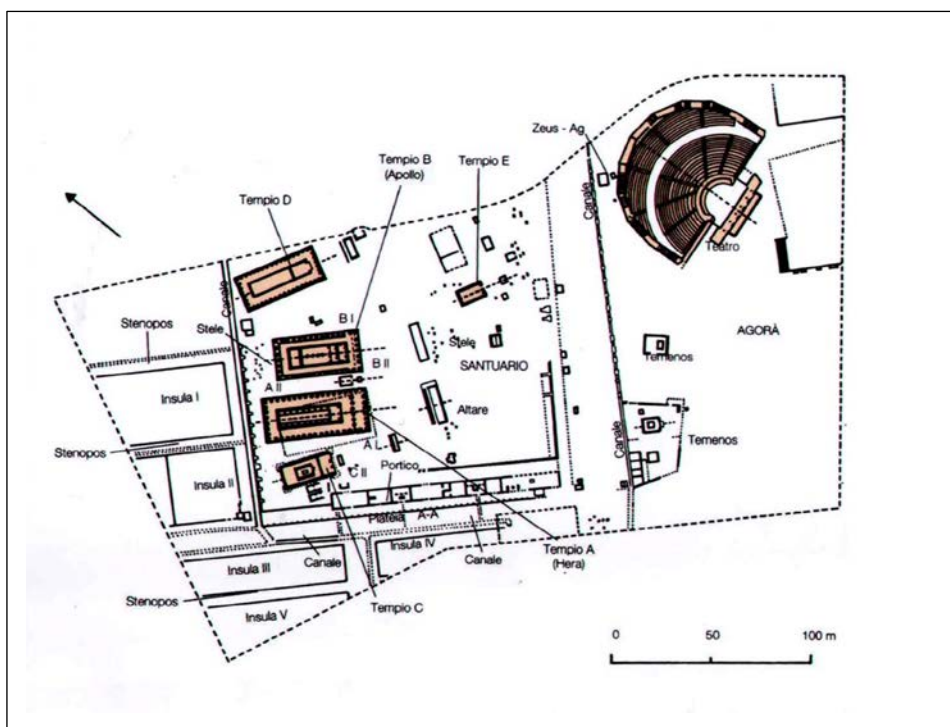 Zeus - Ag
Tempio B
(Apollo)
Tempio E
Tempio D
Canale
Teatro
Canale
B I
Stenopos
Stele
Stele
AGORÀ
B II
SANTUARIO
Temenos
A II
Insula I
Altare
Temenos
Stenopos
A L
Canale
C II
Portico
Insula II
Plateia
A-A
Insula IV
Tempio A
(Hera)
Canale
Canale
Insula III
Stenopos
Tempio C
Insula V
0 50 100 m